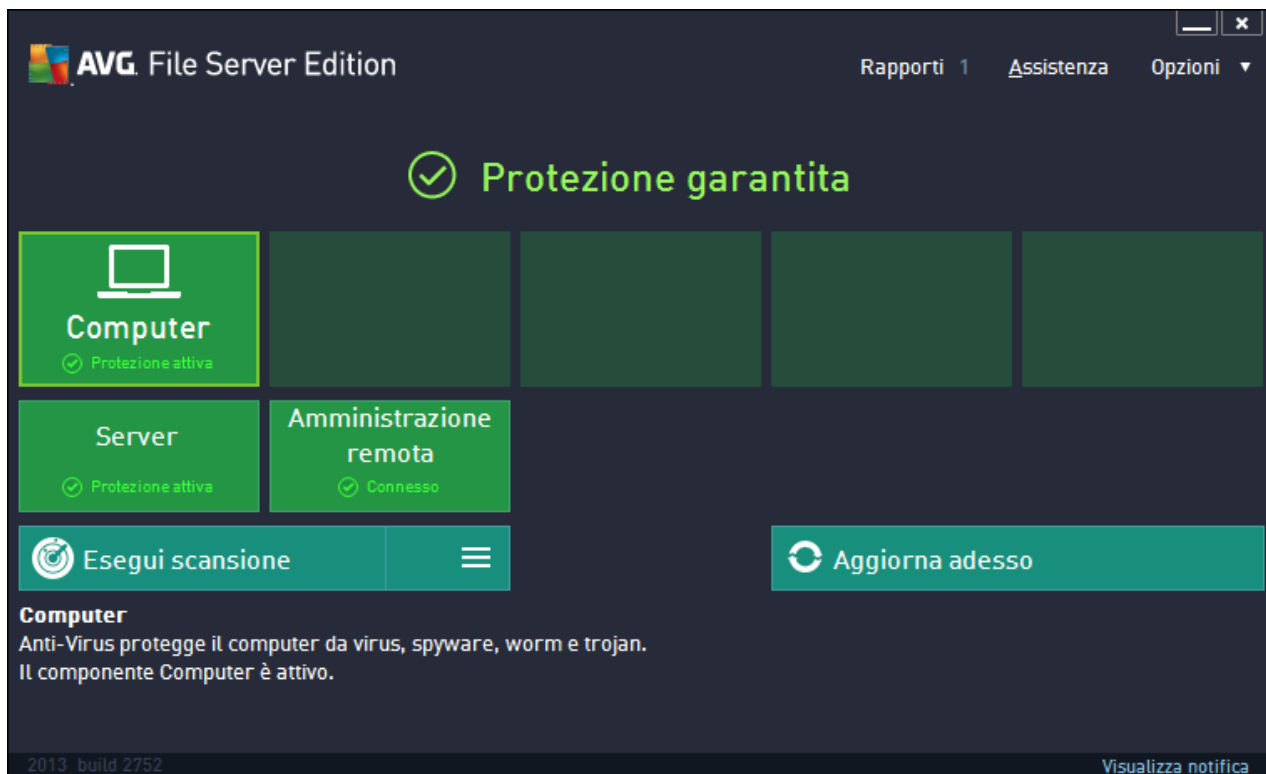 AVG. File Server Edition
Rapporti 1 Assistenza Opzioni
Protezione garantita
Computer
Protezione attiva
Server
Protezione attiva
Amministrazione
remota
Connesso
Esegui scansione
Aggiorna adesso
Computer
Anti-Virus protegge il computer da virus, spyware, worm e trojan.
Il componente Computer è attivo.
2013 build 2752
Visualizza notifica